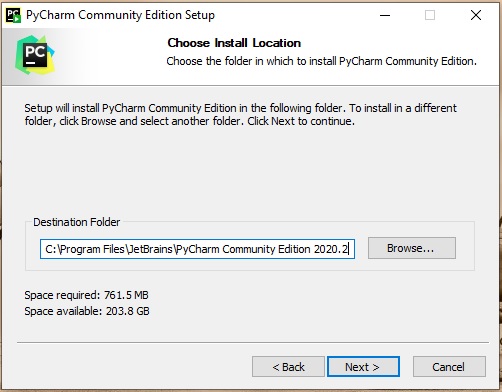 PC PyCharm Community Edition Setup
PC
Choose Install Location
Choose the folder in which to install PyCharm Community Edition.
Setup will install PyCharm Community Edition in the following folder. To install in a different
folder, click Browse and select another folder. Click Next to continue.
Destination Folder
C:\Program Files\JetBrains\PyCharm Community Edition 2020.2
Browse...
Space required: 761.5 MB
Space available: 203.8 GB
< Back Next > Cancel